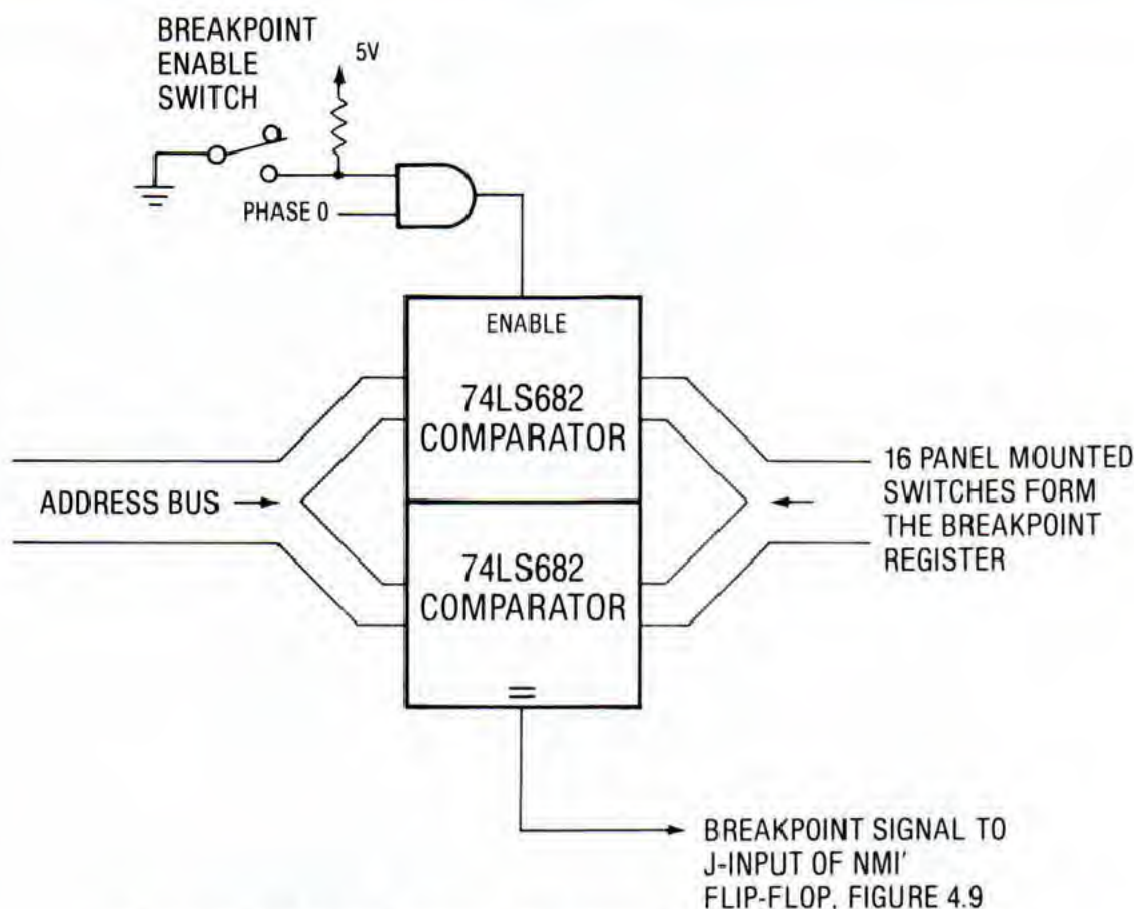 BREAKPOINT
ENABLE
SWITCH
5V
PHASE 0
ENABLE
74LS682
COMPARATOR
ADDRESS BUS
16 PANEL MOUNTED
SWITCHES FORM
THE BREAKPOINT
REGISTER
74LS682
COMPARATOR
=
BREAKPOINT SIGNAL TO
J-INPUT OF NMI'
FLIP-FLOP, FIGURE 4.9